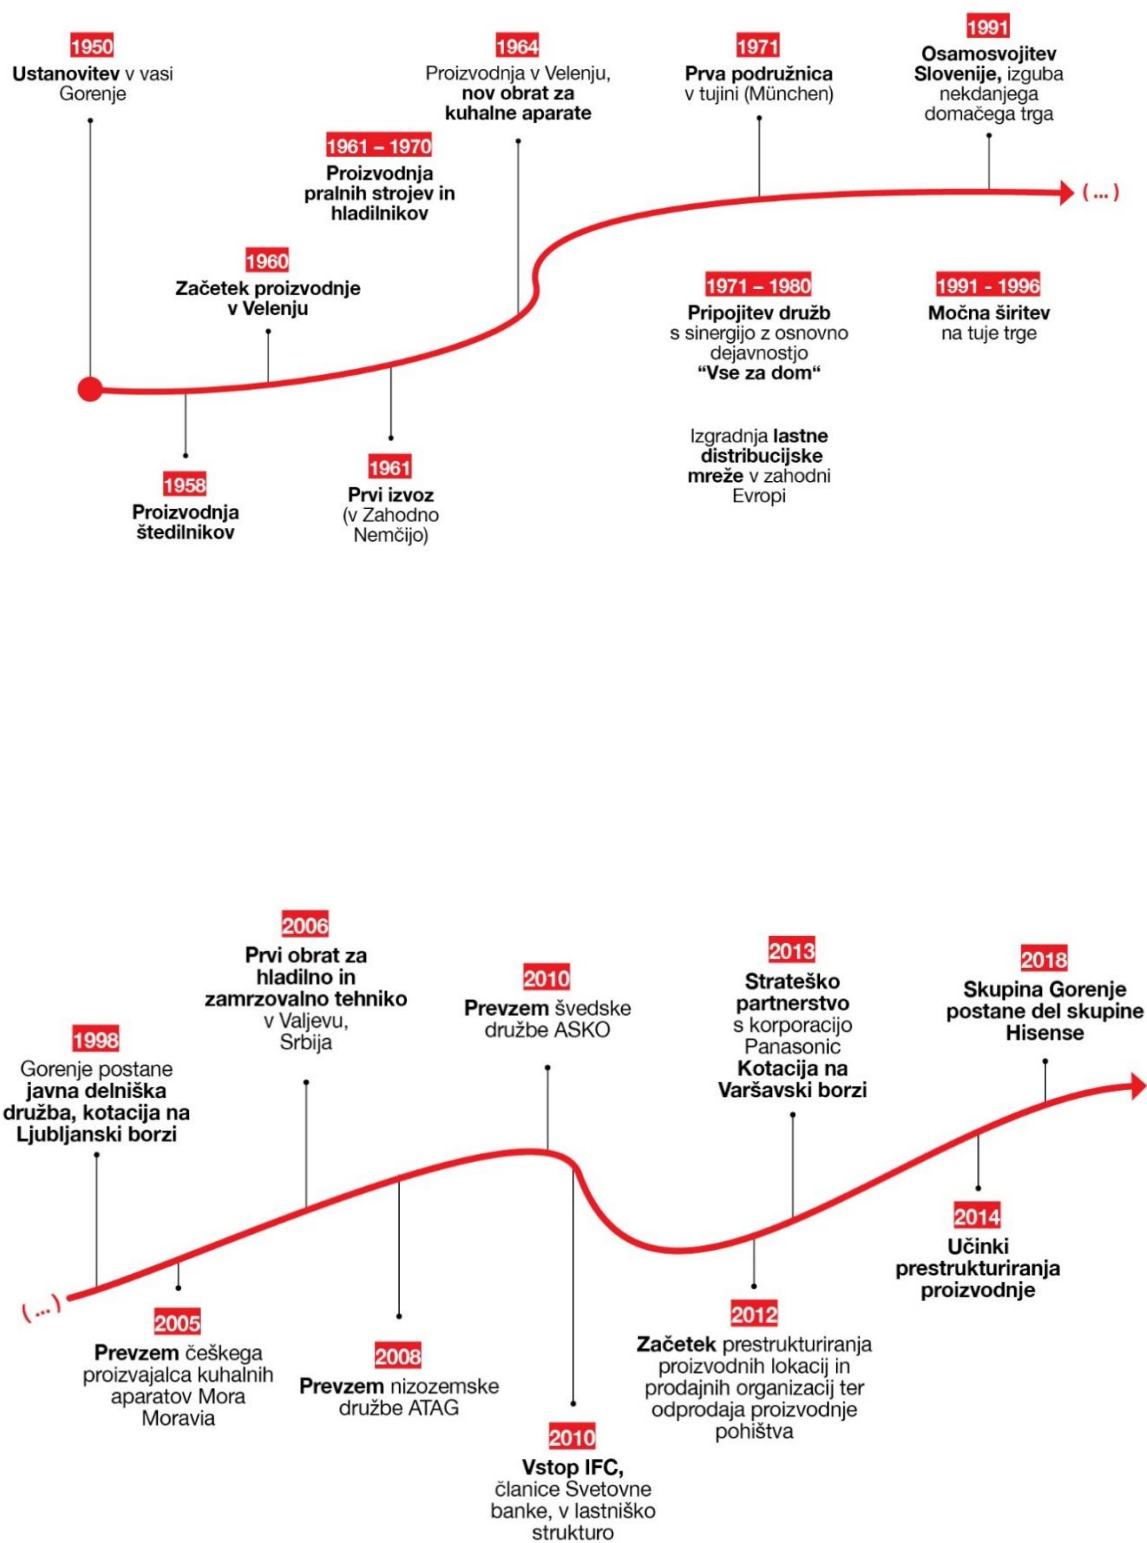 1950
Ustanovitev v vasi
Gorenje
1958
Proizvodnja
štedilnikov
1960
Začetek proizvodnje
v Velenju
1961 – 1970
Proizvodnja
pralnih strojev in
hladilnikov
1961
Prvi izvoz
(v Zahodno
Nemčijo)
1964
Proizvodnja v Velenju,
nov obrat za
kuhalne aparate
1971
Prva podružnica
v tujini (München)
1971 – 1980
Pripojitev družb
s sinergijo z osnovno
dejavnostjo
“Vse za dom“
Izgradnja lastne
distribucijske
mreže v zahodni
Evropi
1991
Osamosvojitev
Slovenije, izguba
nekdanjega
domačega trga
1991 - 1996
Močna širitev
na tuje trge
(...)
(...)
1998
Gorenje postane
javna delniška
družba, kotacija na
Ljubljanski borzi
2005
Prevzem češkega
proizvajalca kuhalnih
aparatov Mora
Moravia
2006
Prvi obrat za
hladilno in
zamrzovalno tehniko
v Valjevu,
Srbija
2008
Prevzem nizozemske
družbe ATAG
2010
Prevzem švedske
družbe ASKO
2010
Vstop IFC,
članice Svetovne
banke, v lastniško
strukturo
2012
Začetek prestrukturiranja
proizvodnih lokacij in
prodajnih organizacij ter
odprodaja proizvodnje
pohištva
2013
Strateško
partnerstvo
s korporacijo
Panasonic
Kotacija na
Varšavski borzi
2014
Učinki
prestrukturiranja
proizvodnje
2018
Skupina Gorenje
postane del skupine
Hisense